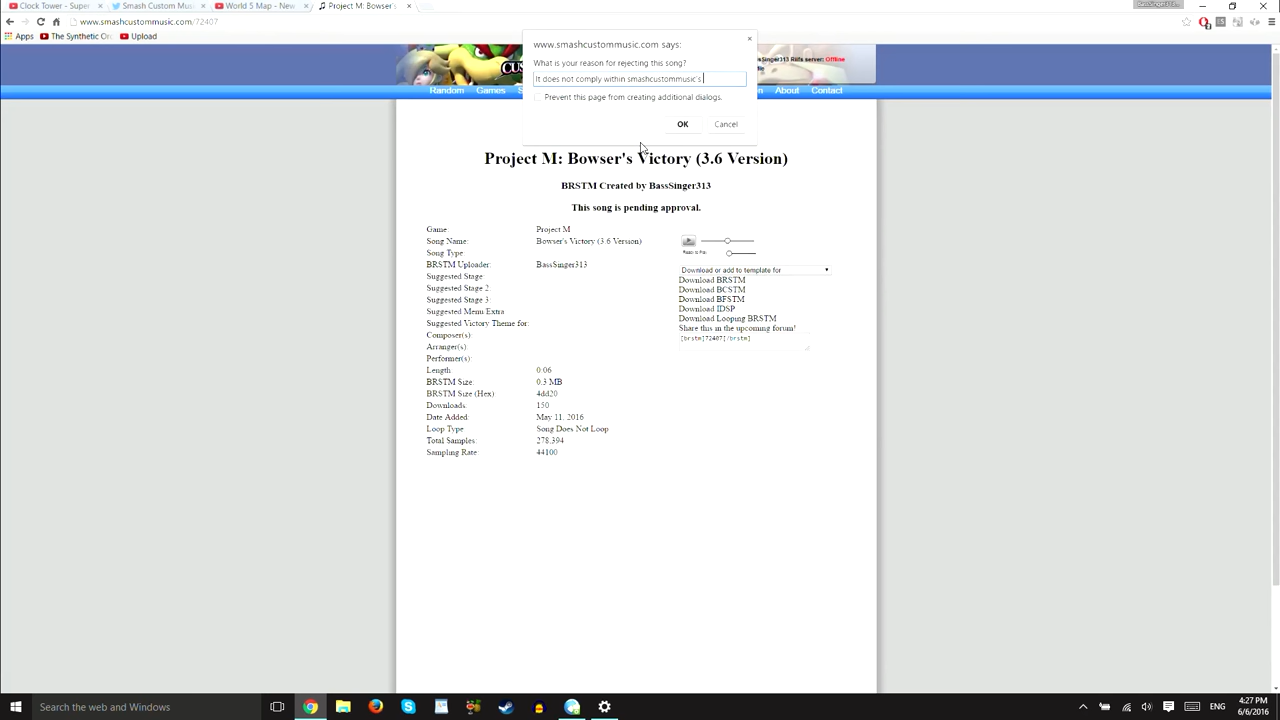 Clock Tower - Super
Smash Custom Mus
World 5 Map - New
Project M: Bowser's
www.smashcustommusic.com/72407
Apps
The Synthetic Cir
Upload
www.smashcustommusic.com says:
What is your reason for rejecting this song?
It does not comply within smashcustommusic's
Prevent this page from creating additional dialogs.
OK
Cancel
Offline
Random
Games
About
Contact
Project M: Bowser's Victory (3.6 Version)
BRSTM Created by BassSinger313
This song is pending approval.
Game: Project M
Song Name: Bowser's Victory (3.6 Version)
Song Type
BRSTM Uploader: BassSinger313
Suggested Stage
Suggested Stage 2:
Suggested Stage 3:
Suggested Menu Extra
Suggested Victory Theme for:
Composer(s)
Arranger(s):
Performer(s):
Length 0:06
BRSTM Size: 0.3 MB
BRSTM Size (Hex) 4dd20
Downloads: 150
Date Added: May 11, 2016
Loop Type Song Does Not Loop
Total Samples: 278,394
Sampling Rate: 44100
Download or add to template for
Download BRSTM
Download BCSTM
Download BFSTM
Download IDSP
Download Looping BRSTM
Share this in the upcoming forum!
[brstm]72407[/brstm]
Search the web and Windows
ENG
4:27 PM
6/6/2016